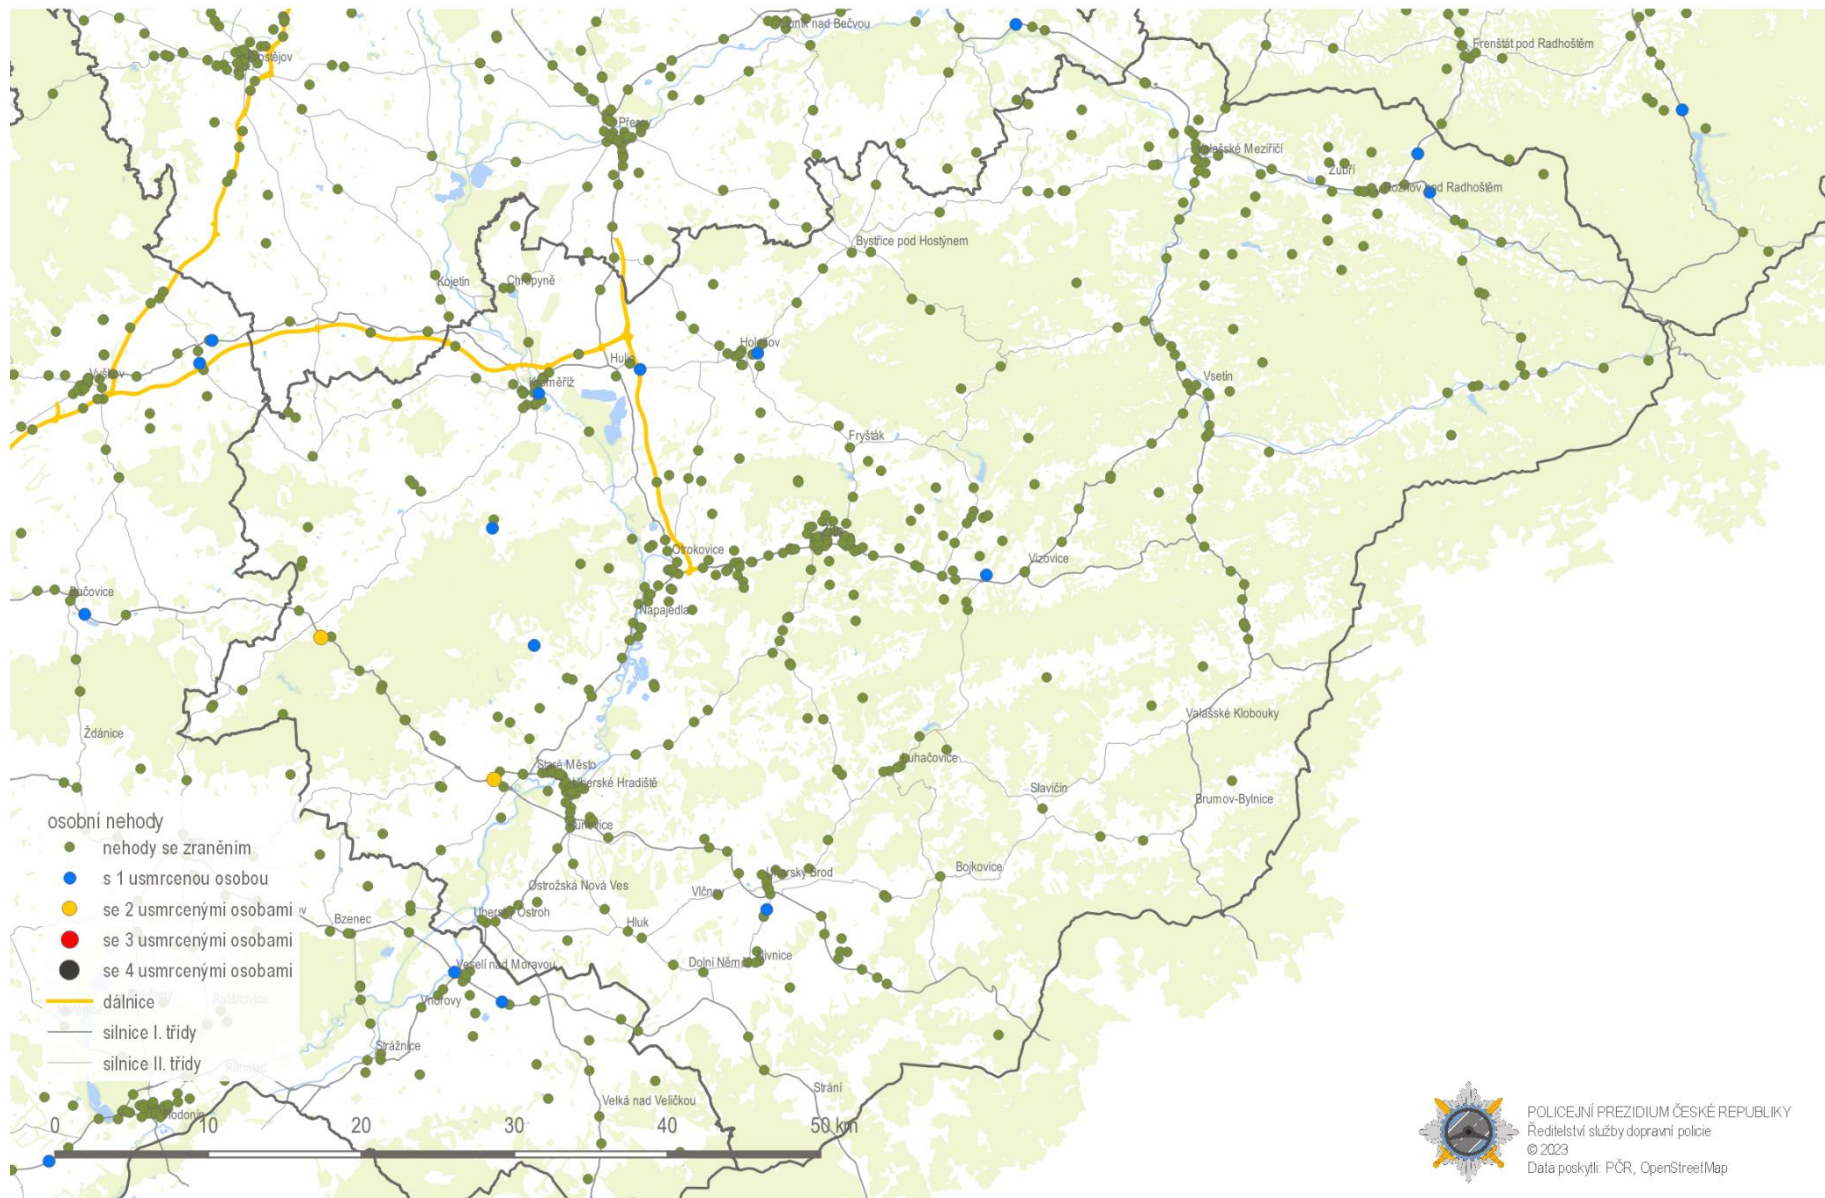 Lipník nad Bečvou
Frenštát pod Radhoštěm
Prostějov
Přerov
Valašské Meziříčí
Zubří
Rožnov pod Radhoštěm
Bystřice pod Hostýnem
Kojetín
Chropyně
Holešov
Hulín
Vyškov
Kroměříž
Vsetín
Fryšták
Zlín
Otrokovice
Vizovice
Bučovice
Napajedla
Ždánice
Valašské Klobouky
Staré Město
Luhačovice
Uherské Hradiště
Slavičín
Brumov-Bylnice
Kunovice
Bojkovice
Uherský Brod
Ostrožská Nová Ves
Vlčnov
Bzenec
Uherský Ostroh
Hluk
Dolní Němčí
Nivnice
Veselí nad Moravou
Vnorovy
Strážnice
Strání
Velká nad Veličkou
Hodonín
osobní nehody
nehody se zraněním
s 1 usmrcenou osobou
se 2 usmrcenými osobami
se 3 usmrcenými osobami
se 4 usmrcenými osobami
dálnice
silnice I. třídy
silnice II. třídy
0 10 20 30 40 50 km
POLICEJNÍ PREZIDIUM ČESKÉ REPUBLIKY
Ředitelství služby dopravní policie
© 2023
Data poskytli: PČR, OpenStreetMap